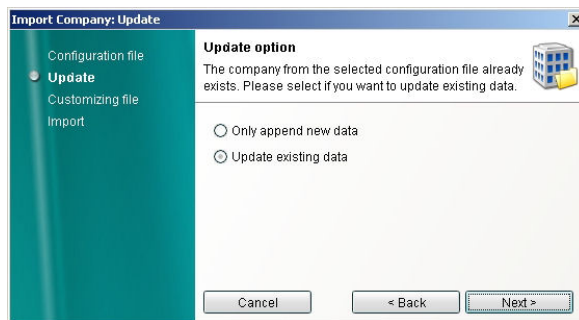 Import Company: Update
Configuration file
Update
Customizing file
Import
Update option
The company from the selected configuration file already
exists. Please select if you want to update existing data.
Only append new data
Update existing data
Cancel
< Back
Next >